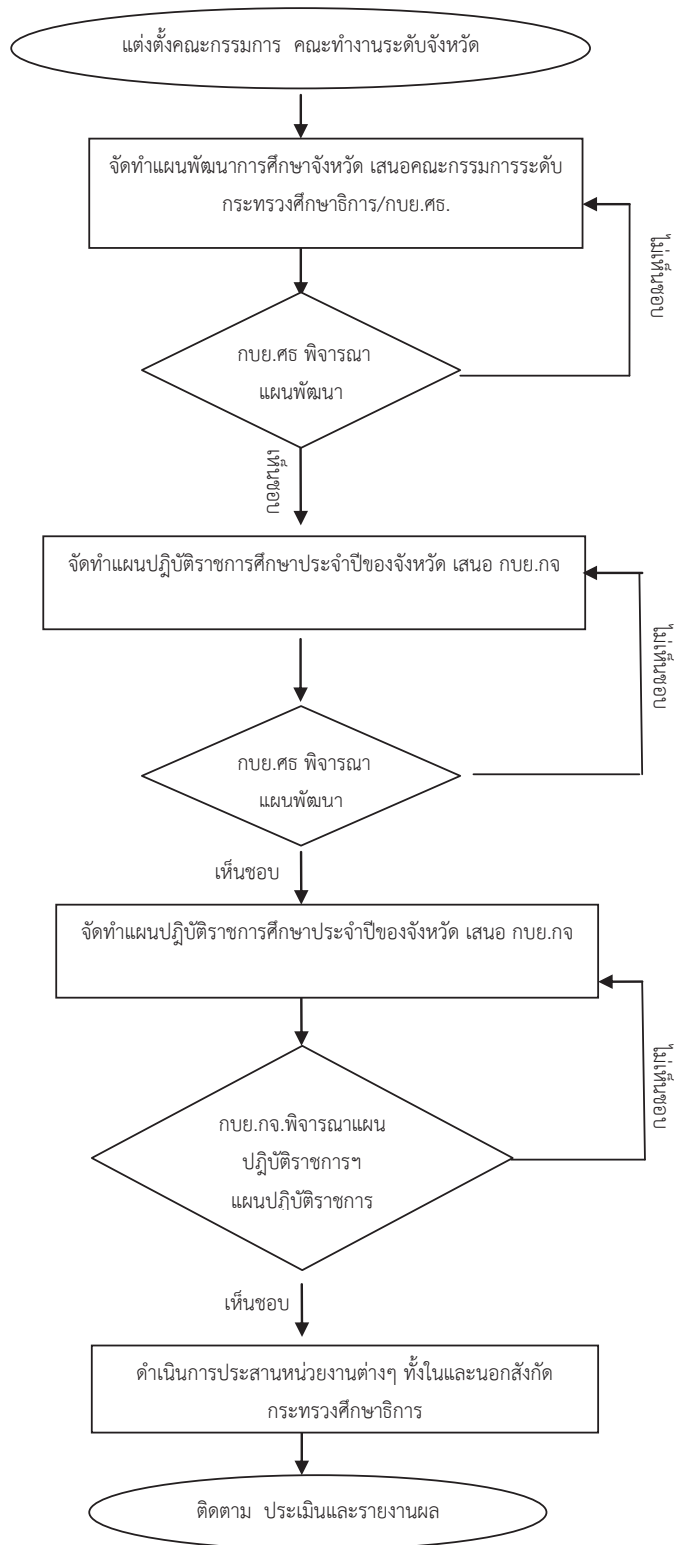 แต่งตั้งคณะกรรมการ  คณะทำงานระดับจังหวัด
จัดทำแผนพัฒนาการศึกษาจังหวัด เสนอคณะกรรมการระดับ
กระทรวงศึกษาธิการ/กบย.ศธ.
ไม่เห็นชอบ
กบย.ศธ พิจารณา
แผนพัฒนา
เห็นชอบ
จัดทำแผนปฎิบัติราชการศึกษาประจำปีของจังหวัด เสนอ กบย.กจ
ไม่เห็นชอบ
กบย.ศธ พิจารณา
แผนพัฒนา
เห็นชอบ
จัดทำแผนปฎิบัติราชการศึกษาประจำปีของจังหวัด เสนอ กบย.กจ
ไม่เห็นชอบ
กบย.กจ.พิจารณาแผน
ปฎิบัติราชการฯ
แผนปฏิบัติราชการ
เห็นชอบ
ดำเนินการประสานหน่วยงานต่างๆ ทั้งในและนอกสังกัด
กระทรวงศึกษาธิการ
ติดตาม  ประเมินและรายงานผล